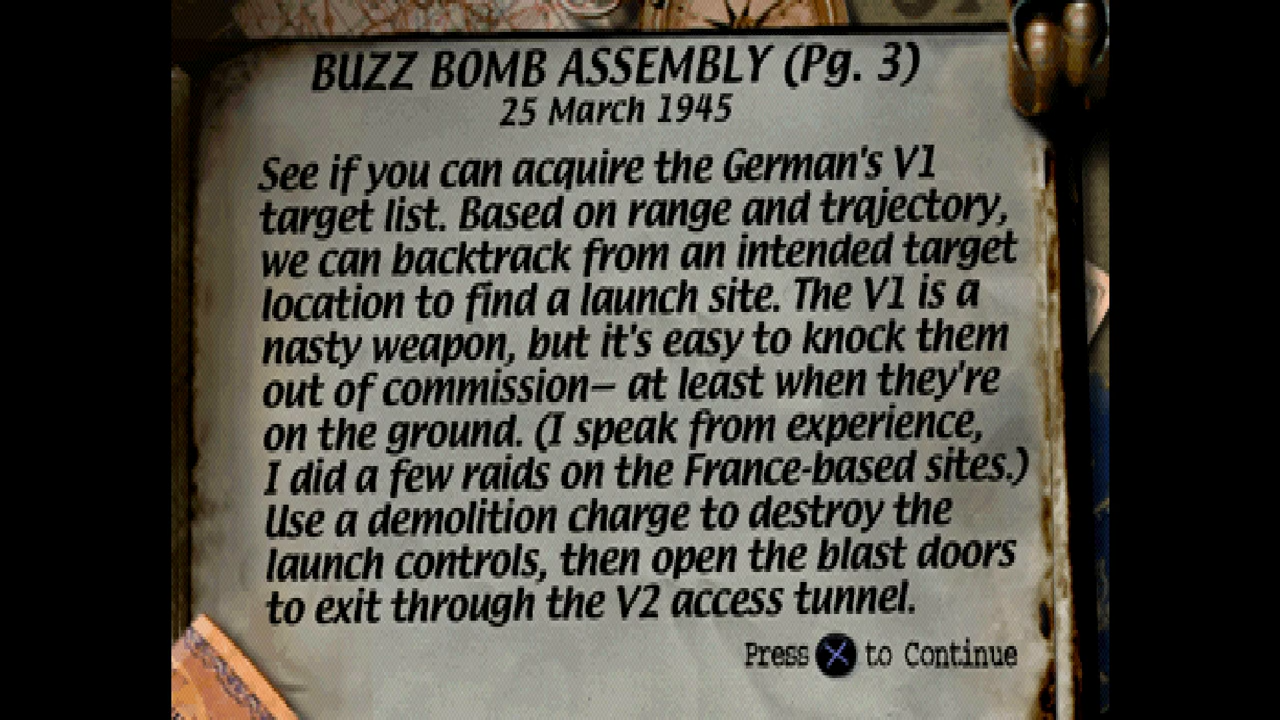 BUZZ BOMB ASSEMBLY (Pg. 3)
25 March 1945
See if you can acquire the German's V1
target list. Based on range and trajectory,
we can backtrack from an intended target
location to find a launch site. The V1 is a
nasty weapon, but it's easy to knock them
out of commission— at least when they're
on the ground. (I speak from experience,
I did a few raids on the France-based sites.)
Use a demolition charge to destroy the
launch controls, then open the blast doors
to exit through the V2 access tunnel.
Press X to Continue